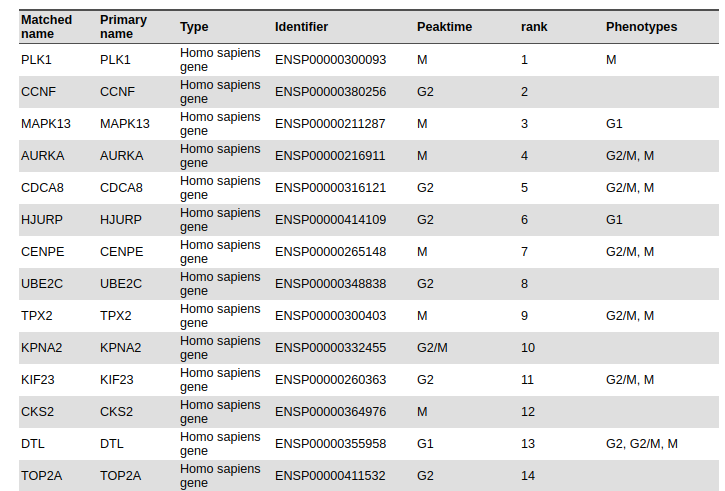 Matched name Primary name Type Identifier Peaktime rank Phenotypes
PLK1 PLK1 Homo sapiens gene ENSP00000300093 M 1 M
CCNF CCNF Homo sapiens gene ENSP00000380256 G2 2
MAPK13 MAPK13 Homo sapiens gene ENSP00000211287 M 3 G1
AURKA AURKA Homo sapiens gene ENSP00000216911 M 4 G2/M, M
CDCA8 CDCA8 Homo sapiens gene ENSP00000316121 G2 5 G2/M, M
HJURP HJURP Homo sapiens gene ENSP00000414109 G2 6 G1
CENPE CENPE Homo sapiens gene ENSP00000265148 M 7 G2/M, M
UBE2C UBE2C Homo sapiens gene ENSP00000348838 G2 8
TPX2 TPX2 Homo sapiens gene ENSP00000300403 M 9 G2/M, M
KPNA2 KPNA2 Homo sapiens gene ENSP00000332455 G2/M 10
KIF23 KIF23 Homo sapiens gene ENSP00000260363 G2 11 G2/M, M
CKS2 CKS2 Homo sapiens gene ENSP00000364976 M 12
DTL DTL Homo sapiens gene ENSP00000355958 G1 13 G2, G2/M, M
TOP2A TOP2A Homo sapiens gene ENSP00000411532 G2 14